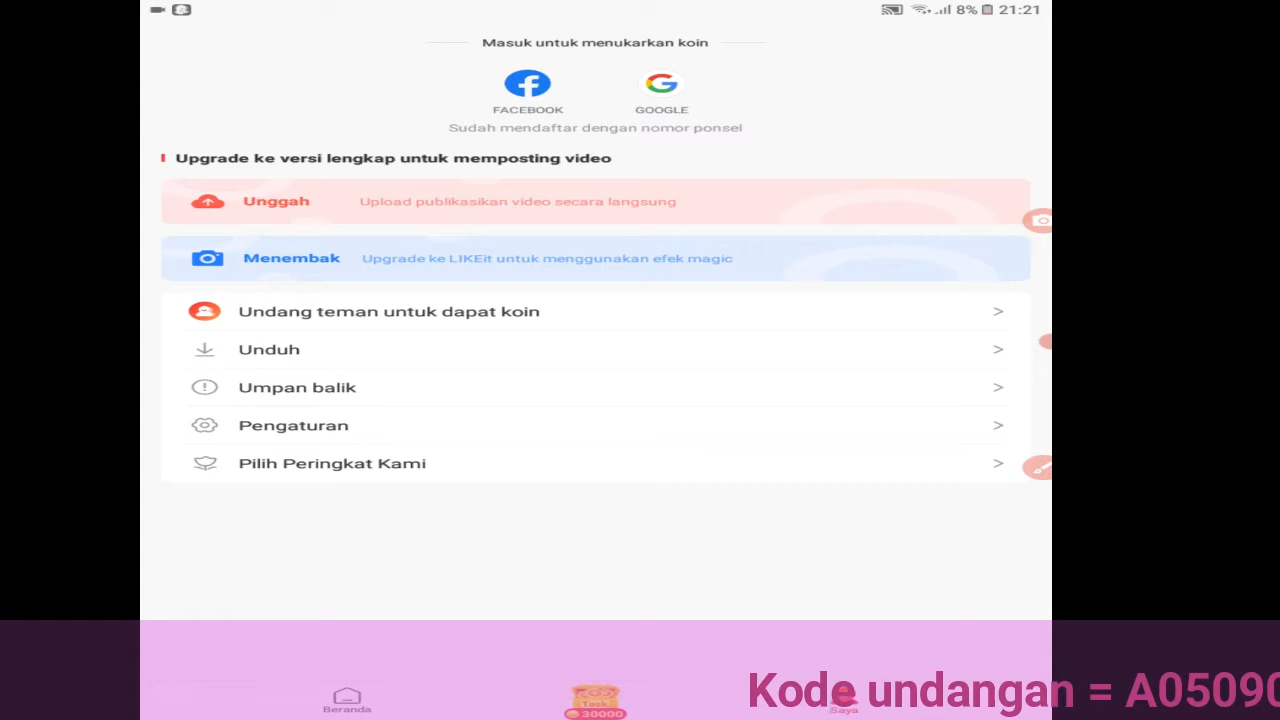 8% 21:21
Masuk untuk menukarkan koin
FACEBOOK GOOGLE
Sudah mendaftar dengan nomor ponsel
Upgrade ke versi lengkap untuk memposting video
Unggah Upload publikasikan video secara langsung
Menembak Upgrade ke LIKEit untuk menggunakan efek magic
Undang teman untuk dapat koin >
Unduh >
Umpan balik >
Pengaturan >
Pilih Peringkat Kami >
Kode undangan = A05090
Beranda Task 30000 Saya